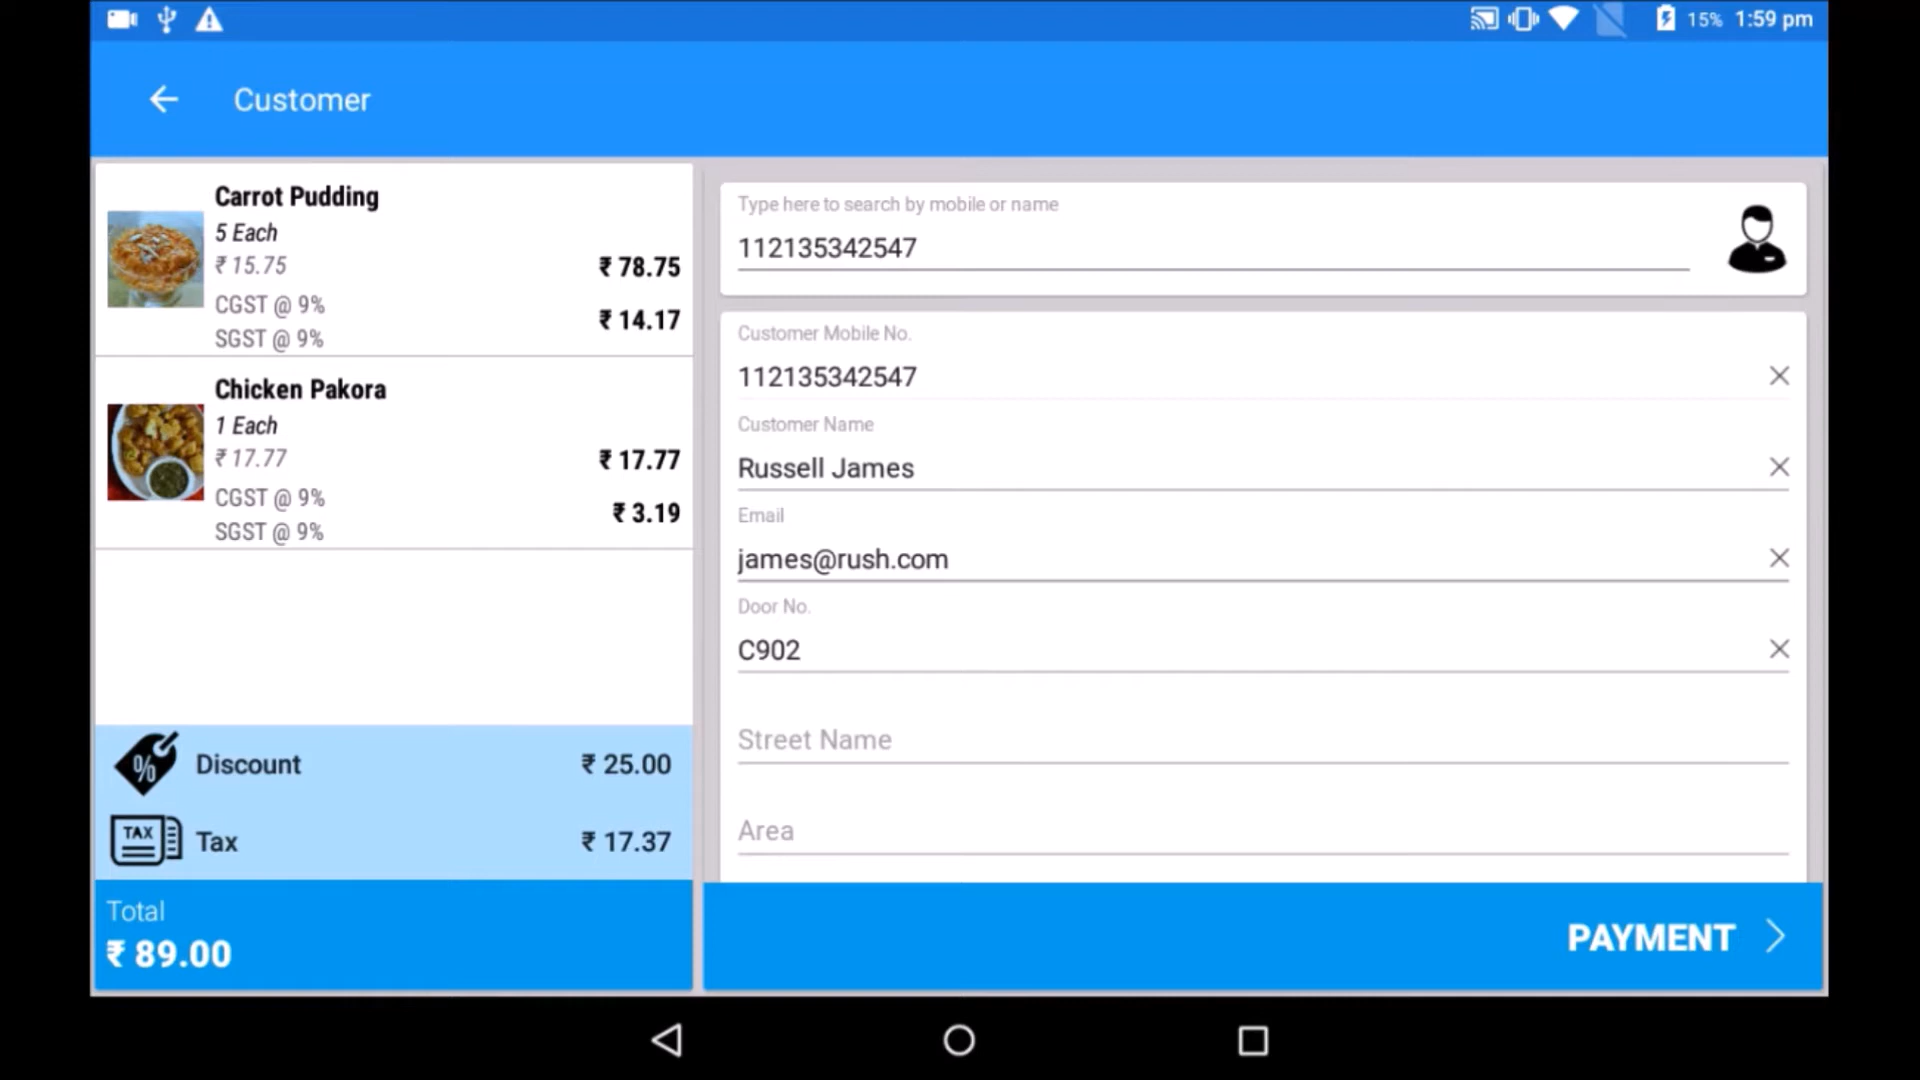 15% 1:59 pm
Customer
Carrot Pudding
5 Each
₹ 15.75
₹ 78.75
CGST @ 9%
₹ 14.17
SGST @ 9%
Chicken Pakora
1 Each
₹ 17.77
₹ 17.77
CGST @ 9%
₹ 3.19
SGST @ 9%
% Discount ₹ 25.00
TAX Tax ₹ 17.37
Total
₹ 89.00
Type here to search by mobile or name
112135342547
Customer Mobile No.
112135342547
Customer Name
Russell James
Email
james@rush.com
Door No.
C902
Street Name
Area
PAYMENT